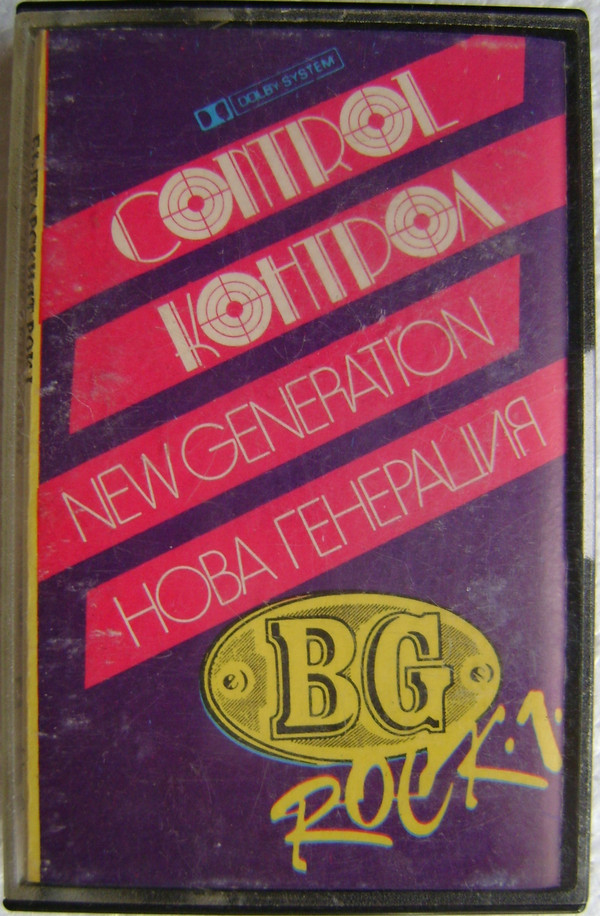 DOLBY SYSTEM
CONTROL
КОНТРОЛ
NEW GENERATION
НОВА ГЕНЕРАЦИЯ
BG
ROCK·1·